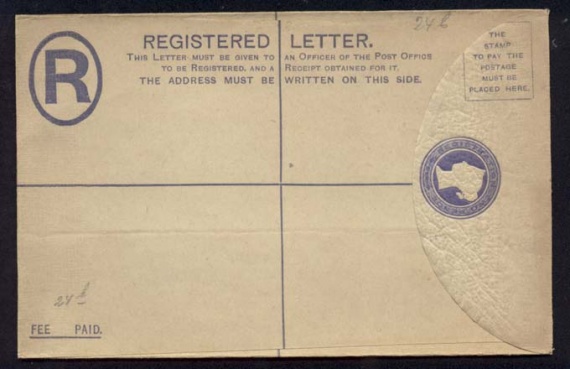 24 b
REGISTERED LETTER.
THIS LETTER MUST BE GIVEN TO AN OFFICER OF THE POST OFFICE
TO BE REGISTERED, AND A RECEIPT OBTAINED FOR IT.
THE ADDRESS MUST BE WRITTEN ON THIS SIDE.
R
THE
STAMP
TO PAY THE
POSTAGE
MUST BE
PLACED HERE.
FEE PAID.